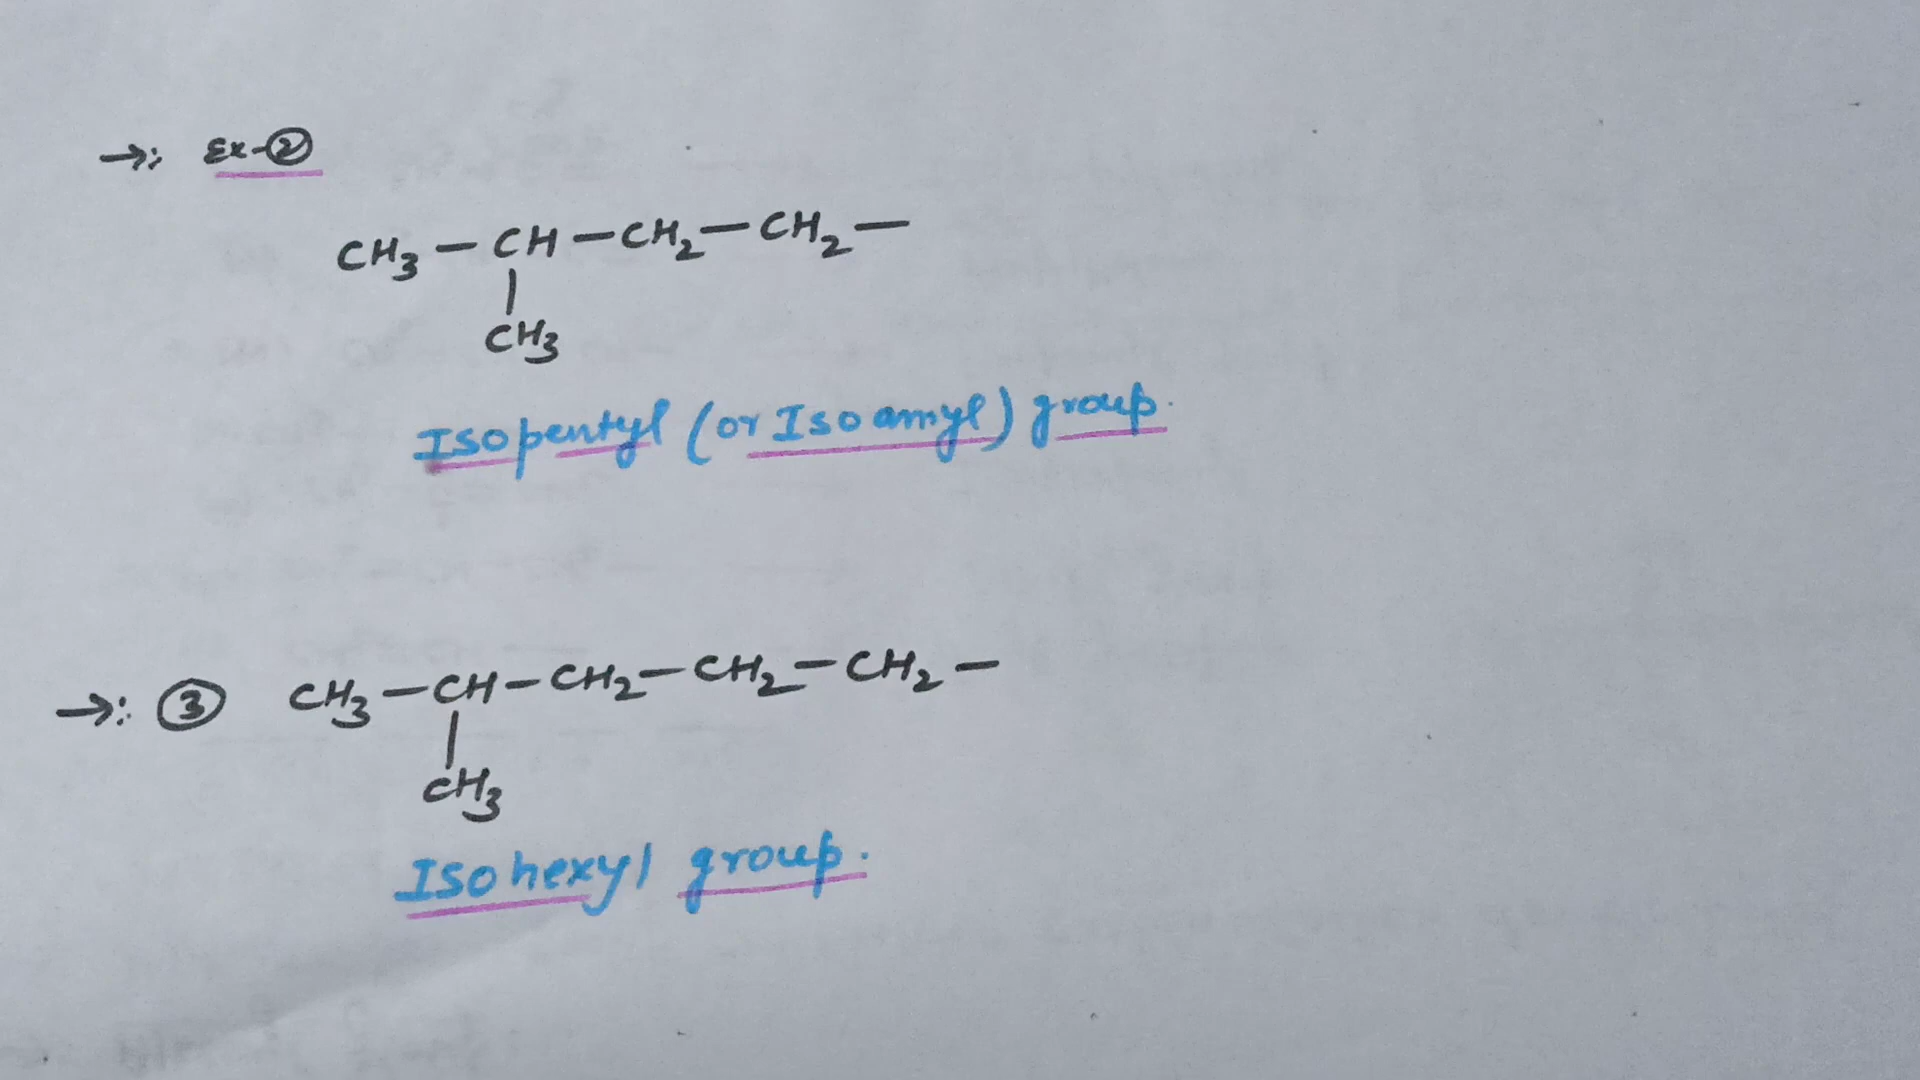 →: Ex-②
CH₃ — CH — CH₂ — CH₂ —
|
CH₃
Isopentyl (or Isoamyl) group.
→: ③ CH₃ — CH — CH₂ — CH₂ — CH₂ —
|
CH₃
Isohexyl group.